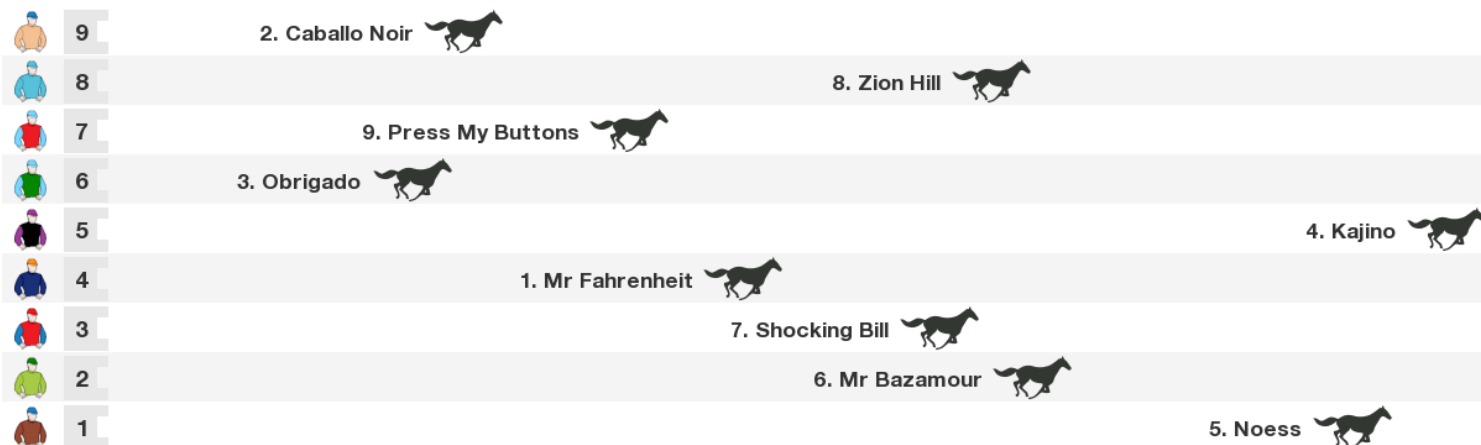 9 2. Caballo Noir
8 8. Zion Hill
7 9. Press My Buttons
6 3. Obrigado
5 4. Kajino
4 1. Mr Fahrenheit
3 7. Shocking Bill
2 6. Mr Bazamour
1 5. Noess